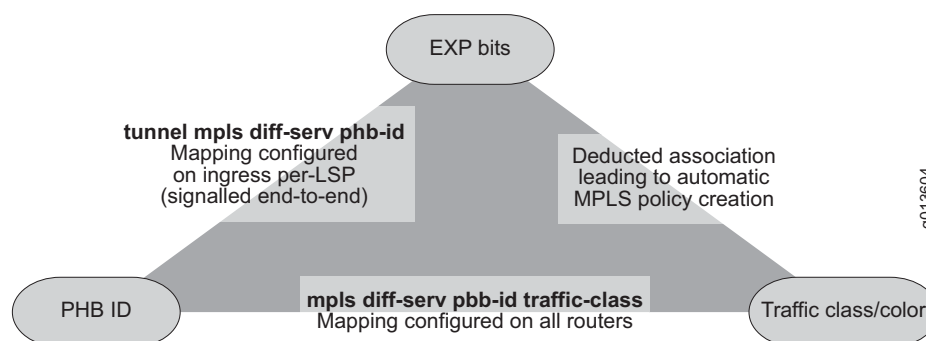 EXP bits
tunnel mpls diff-serv phb-id
Mapping configured
on ingress per-LSP
(signalled end-to-end)
Deducted association
leading to automatic
MPLS policy creation
g013604
PHB ID
mpls diff-serv pbb-id traffic-class
Mapping configured on all routers
Traffic class/color